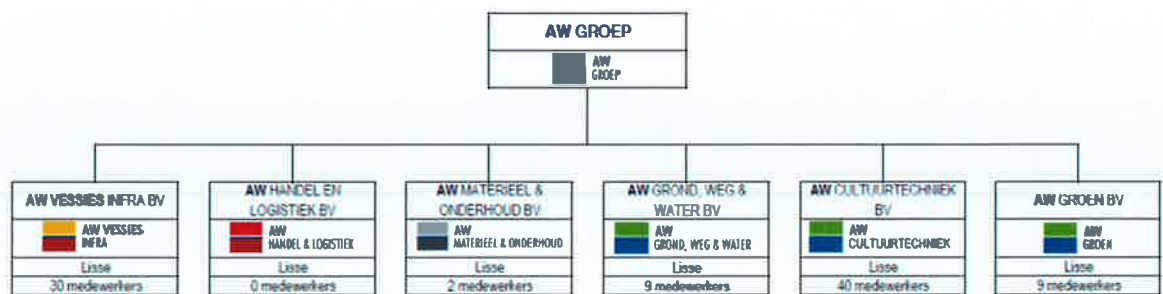 AW GROEP
AW
GROEP
AW VESSIES INFRA BV
AW VESSIES
INFRA
Lisse
30 medewerkers
AW HANDEL EN
LOGISTIEK BV
AW
HANDEL & LOGISTIEK
Lisse
0 medewerkers
AW MATERIEEL &
ONDERHOUD BV
AW
MATERIEEL & ONDERHOUD
Lisse
2 medewerkers
AW GROND, WEG &
WATER BV
AW
GROND, WEG & WATER
Lisse
9 medewerkers
AW CULTUURTECHNIEK
BV
AW
CULTUURTECHNIEK
Lisse
40 medewerkers
AW GROEN BV
AW
GROEN
Lisse
9 medewerkers